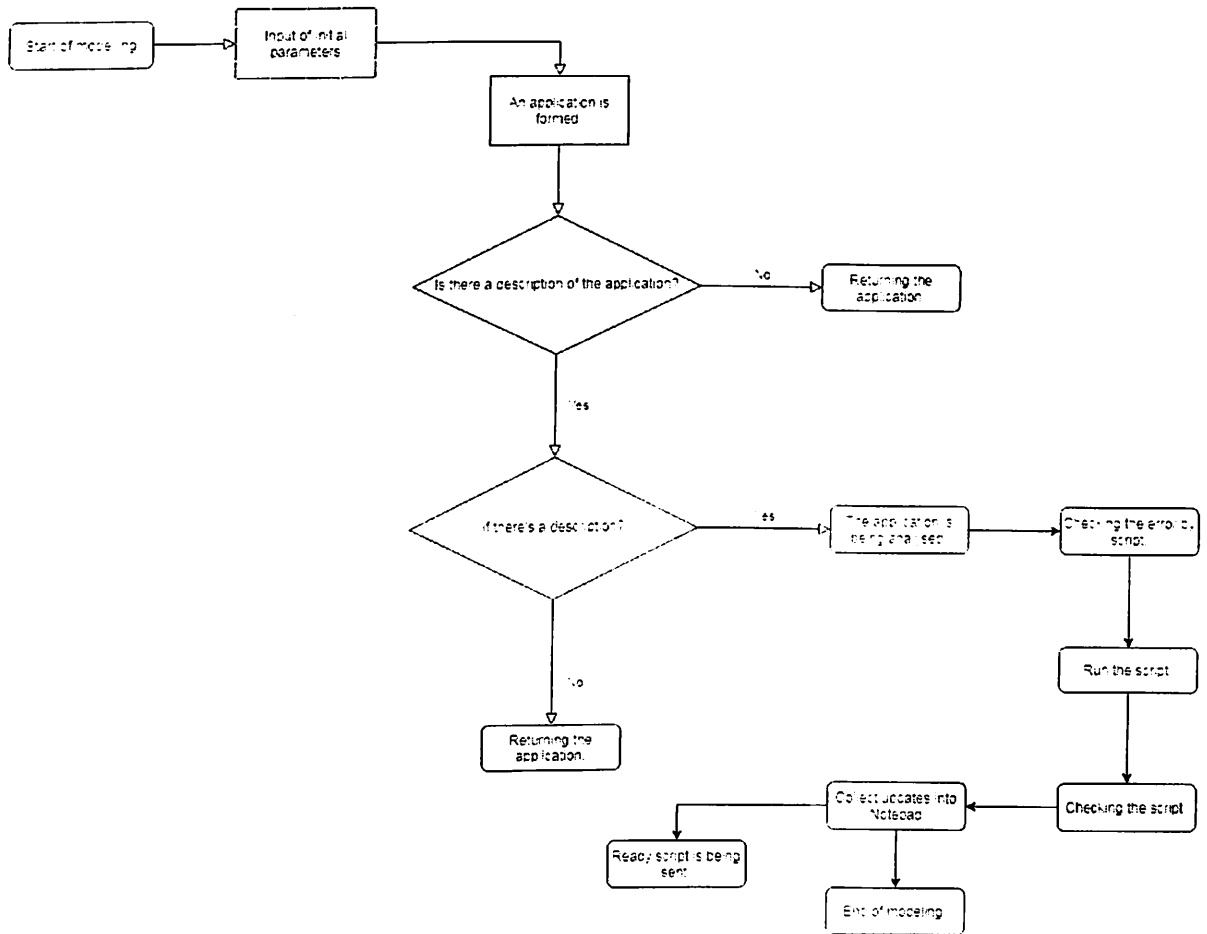 Start of modeling
Input of initial
parameters
An application is
formed
Is there a description of the application?
No
Returning the
application
Yes
If there's a description?
Yes
The application is
being analised
Checking the error by
script
Run the script
No
Returning the
application.
Collect updates into
Notepad
Checking the script
Ready script is being
sent
End of modeling